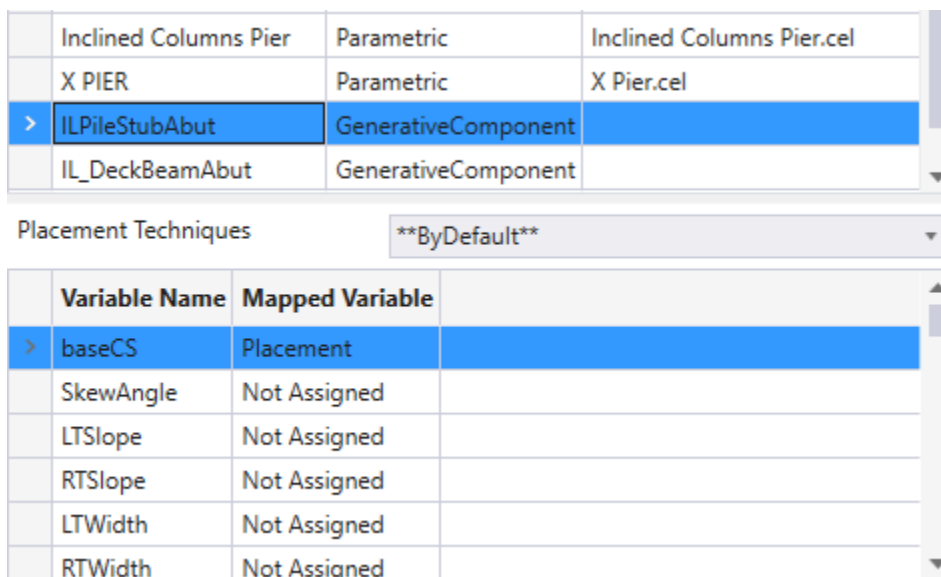 Inclined Columns Pier Parametric Inclined Columns Pier.cel
X PIER Parametric X Pier.cel
ILPileStubAbut GenerativeComponent
IL_DeckBeamAbut GenerativeComponent
Placement Techniques **ByDefault**
Variable Name Mapped Variable
baseCS Placement
SkewAngle Not Assigned
LTSlope Not Assigned
RTSlope Not Assigned
LTWidth Not Assigned
RTWidth Not Assigned